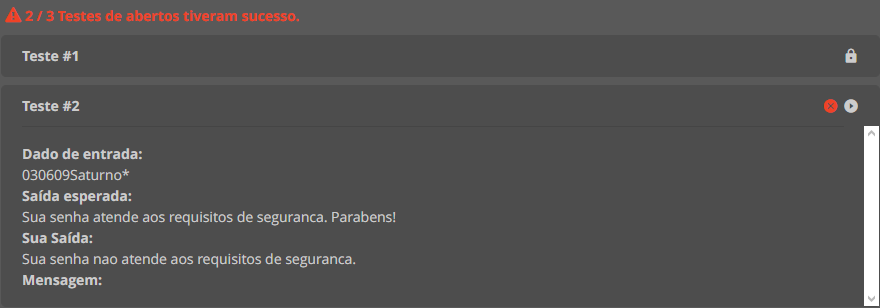 2 / 3 Testes de abertos tiveram sucesso.
Teste #1
Teste #2
Dado de entrada:
030609Saturno*
Saída esperada:
Sua senha atende aos requisitos de seguranca. Parabens!
Sua Saída:
Sua senha nao atende aos requisitos de seguranca.
Mensagem: